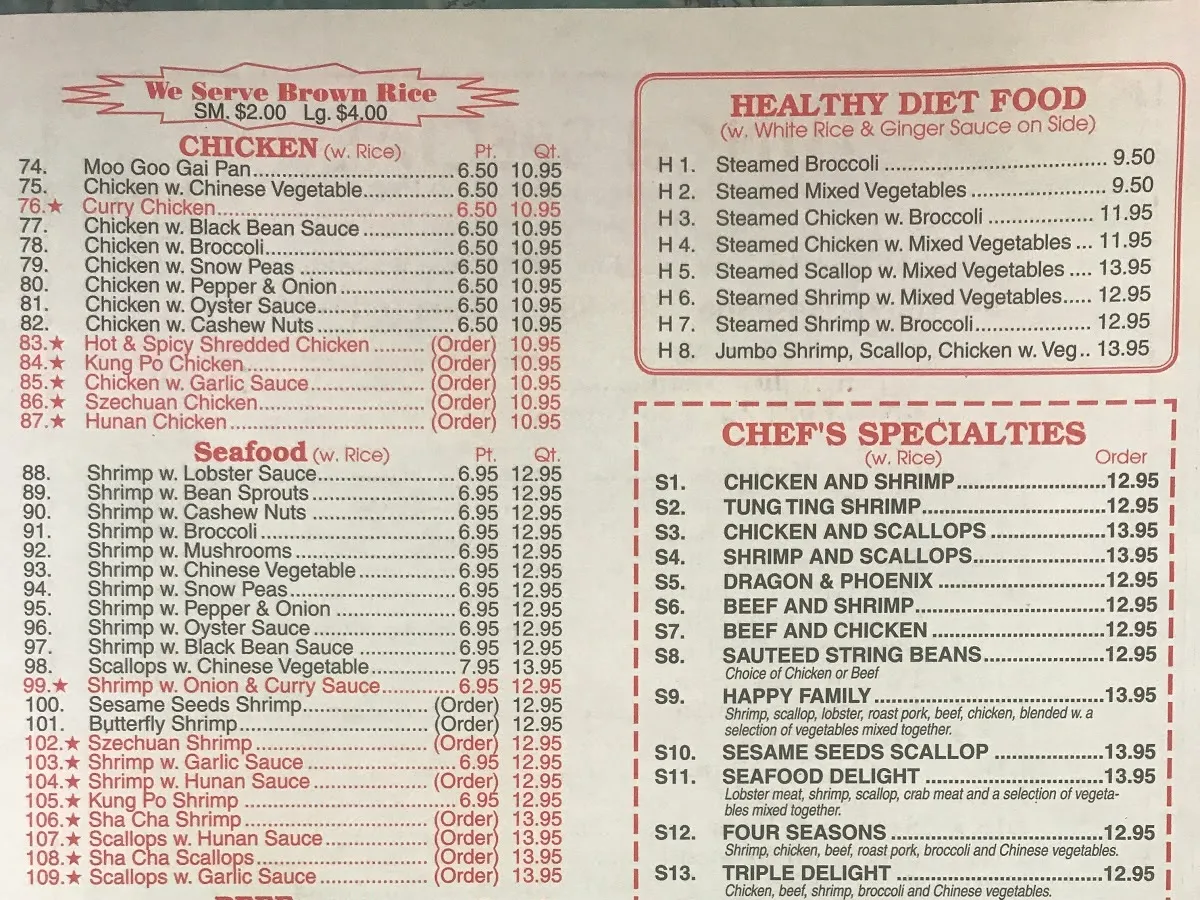 We Serve Brown Rice
SM. $2.00 Lg. $4.00
CHICKEN (w. Rice) Pt. Qt.
74. Moo Goo Gai Pan 6.50 10.95
75. Chicken w. Chinese Vegetable 6.50 10.95
76.★ Curry Chicken 6.50 10.95
77. Chicken w. Black Bean Sauce 6.50 10.95
78. Chicken w. Broccoli 6.50 10.95
79. Chicken w. Snow Peas 6.50 10.95
80. Chicken w. Pepper & Onion 6.50 10.95
81. Chicken w. Oyster Sauce 6.50 10.95
82. Chicken w. Cashew Nuts 6.50 10.95
83.★ Hot & Spicy Shredded Chicken (Order) 10.95
84.★ Kung Po Chicken (Order) 10.95
85.★ Chicken w. Garlic Sauce (Order) 10.95
86.★ Szechuan Chicken (Order) 10.95
87.★ Hunan Chicken (Order) 10.95
Seafood (w. Rice) Pt. Qt.
88. Shrimp w. Lobster Sauce 6.95 12.95
89. Shrimp w. Bean Sprouts 6.95 12.95
90. Shrimp w. Cashew Nuts 6.95 12.95
91. Shrimp w. Broccoli 6.95 12.95
92. Shrimp w. Mushrooms 6.95 12.95
93. Shrimp w. Chinese Vegetable 6.95 12.95
94. Shrimp w. Snow Peas 6.95 12.95
95. Shrimp w. Pepper & Onion 6.95 12.95
96. Shrimp w. Oyster Sauce 6.95 12.95
97. Shrimp w. Black Bean Sauce 6.95 12.95
98. Scallops w. Chinese Vegetable 7.95 13.95
99.★ Shrimp w. Onion & Curry Sauce 6.95 12.95
100. Sesame Seeds Shrimp (Order) 12.95
101. Butterfly Shrimp (Order) 12.95
102.★ Szechuan Shrimp (Order) 12.95
103.★ Shrimp w. Garlic Sauce 6.95 12.95
104.★ Shrimp w. Hunan Sauce (Order) 12.95
105.★ Kung Po Shrimp 6.95 12.95
106.★ Sha Cha Shrimp (Order) 13.95
107.★ Scallops w. Hunan Sauce (Order) 13.95
108.★ Sha Cha Scallops (Order) 13.95
109.★ Scallops w. Garlic Sauce (Order) 13.95
HEALTHY DIET FOOD
(w. White Rice & Ginger Sauce on Side)
H 1. Steamed Broccoli 9.50
H 2. Steamed Mixed Vegetables 9.50
H 3. Steamed Chicken w. Broccoli 11.95
H 4. Steamed Chicken w. Mixed Vegetables 11.95
H 5. Steamed Scallop w. Mixed Vegetables 13.95
H 6. Steamed Shrimp w. Mixed Vegetables 12.95
H 7. Steamed Shrimp w. Broccoli 12.95
H 8. Jumbo Shrimp, Scallop, Chicken w. Veg.. 13.95
CHEF'S SPECIALTIES
(w. Rice) Order
S1. CHICKEN AND SHRIMP 12.95
S2. TUNG TING SHRIMP 12.95
S3. CHICKEN AND SCALLOPS 13.95
S4. SHRIMP AND SCALLOPS 13.95
S5. DRAGON & PHOENIX 12.95
S6. BEEF AND SHRIMP 12.95
S7. BEEF AND CHICKEN 12.95
S8. SAUTEED STRING BEANS 12.95
Choice of Chicken or Beef
S9. HAPPY FAMILY 13.95
Shrimp, scallop, lobster, roast pork, beef, chicken, blended w. a
selection of vegetables mixed together.
S10. SESAME SEEDS SCALLOP 13.95
S11. SEAFOOD DELIGHT 13.95
Lobster meat, shrimp, scallop, crab meat and a selection of vegeta-
bles mixed together.
S12. FOUR SEASONS 12.95
Shrimp, chicken, beef, roast pork, broccoli and Chinese vegetables.
S13. TRIPLE DELIGHT 12.95
Chicken, beef, shrimp, broccoli and Chinese vegetables.